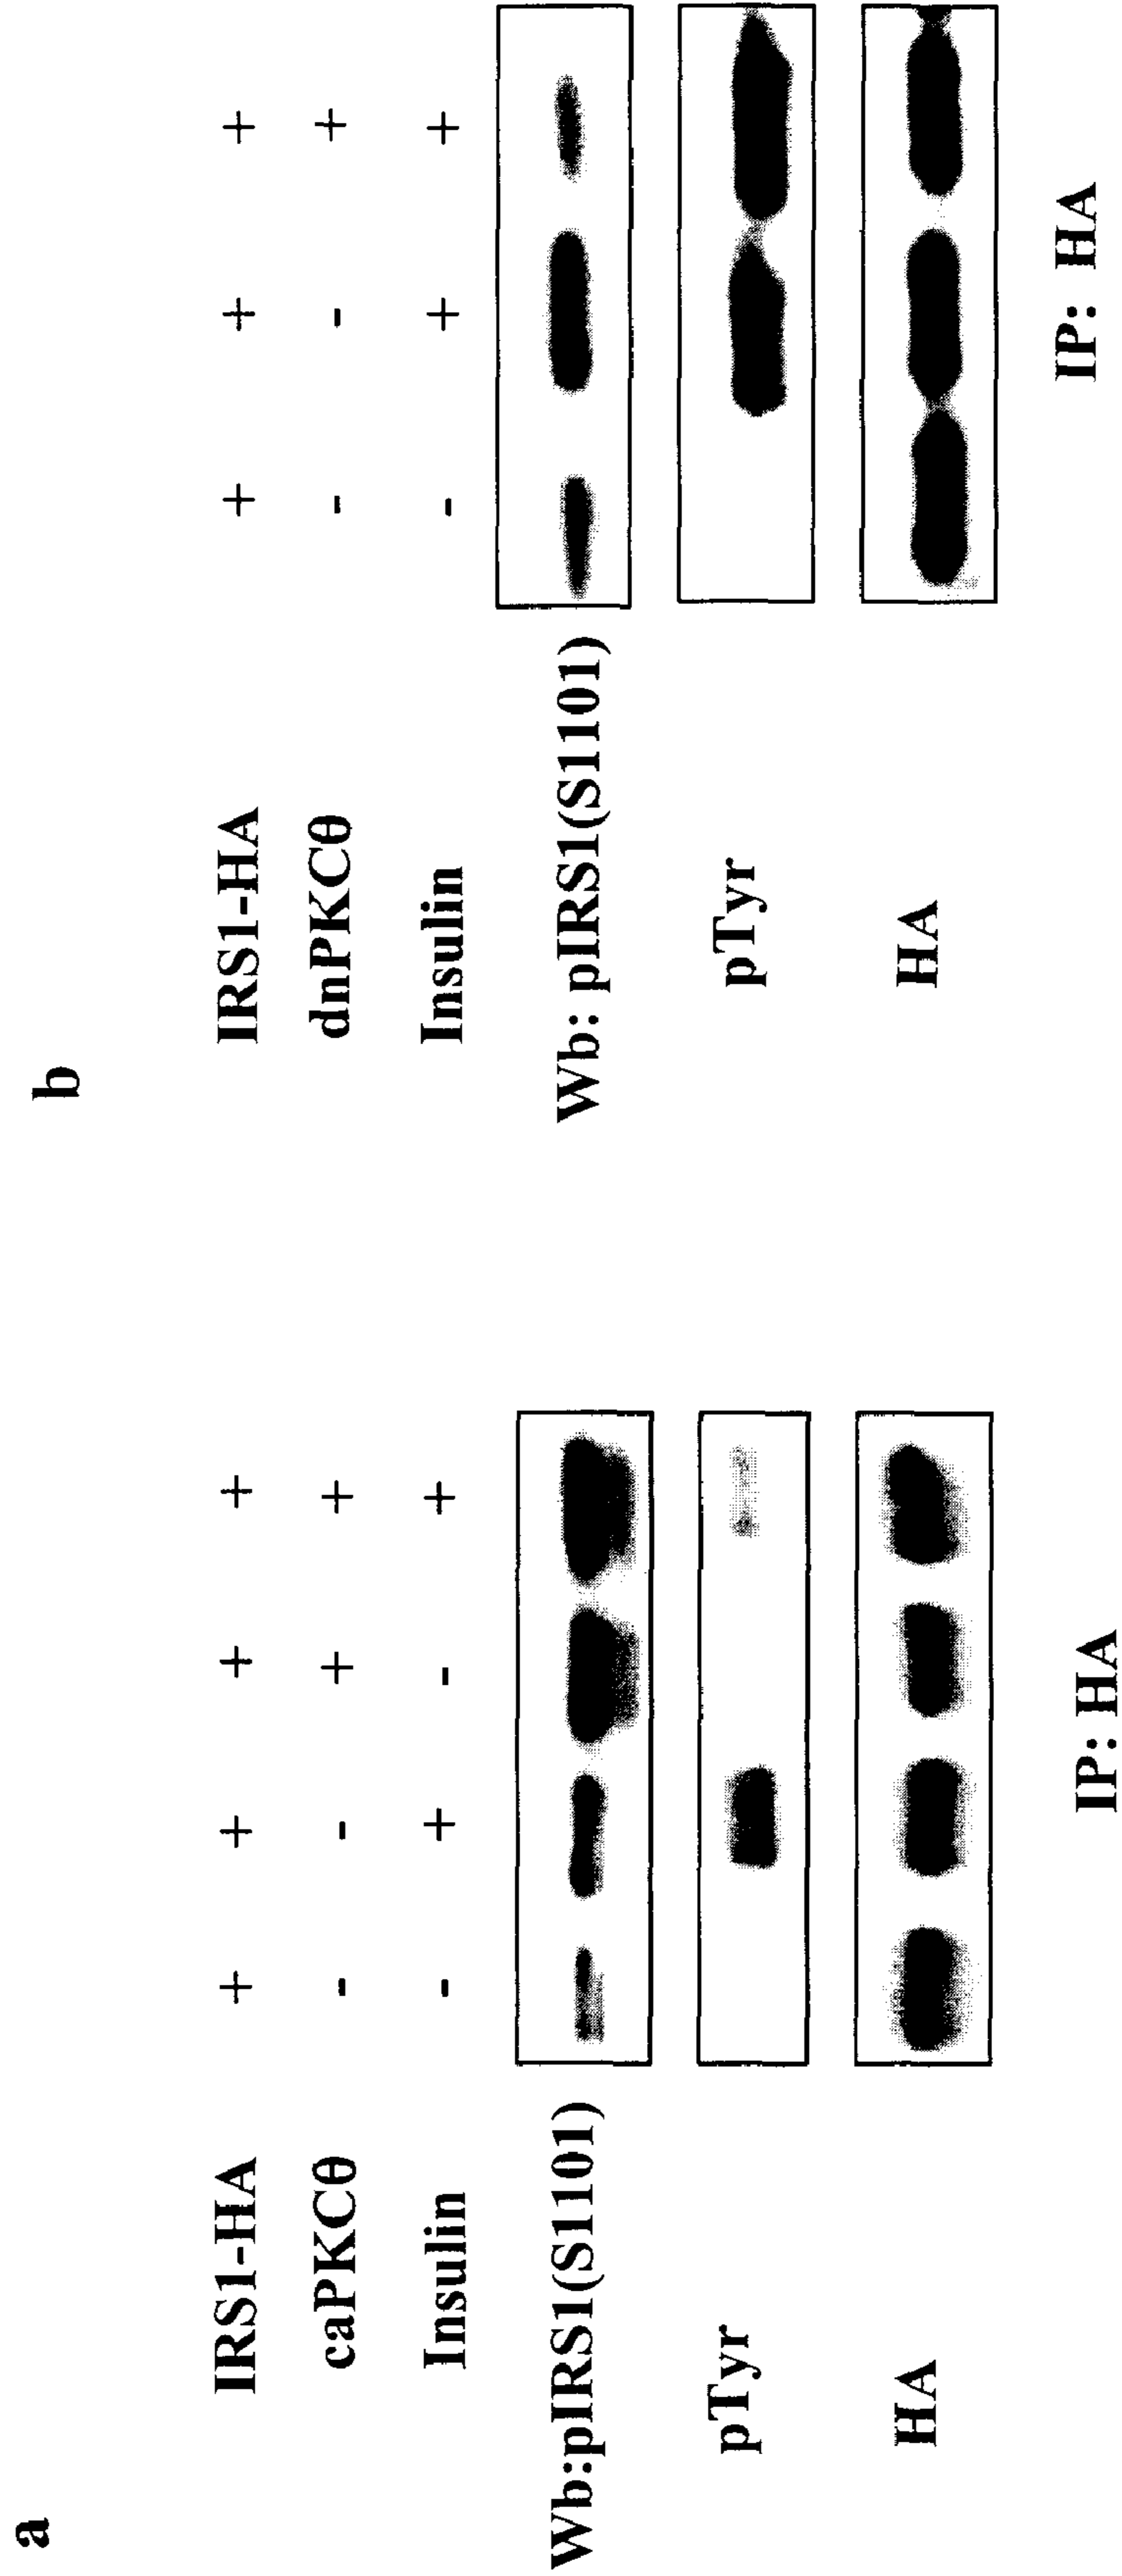 a
IRS1-HA + + + +
caPKCθ - - + +
Insulin - + - +
Wb:pIRS1(S1101)
pTyr
HA
IP: HA
b
IRS1-HA + + +
dnPKCθ - - +
Insulin - + +
Wb: pIRS1(S1101)
pTyr
HA
IP: HA